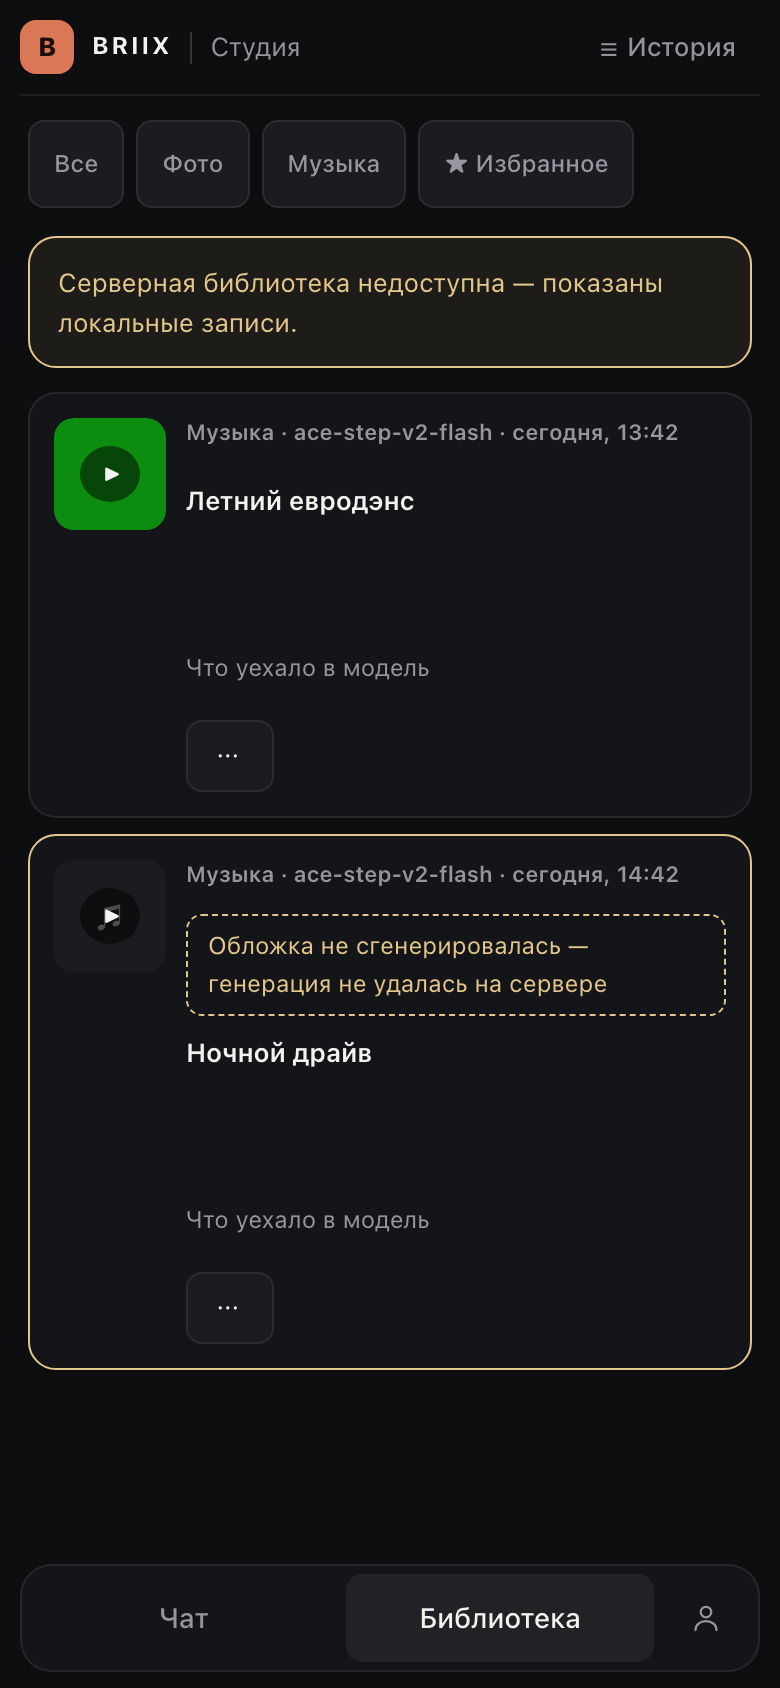 B BRIIX Студия ≡ История
Все Фото Музыка ★ Избранное
Серверная библиотека недоступна — показаны
локальные записи.
Музыка · ace-step-v2-flash · сегодня, 13:42
Летний евродэнс
Что уехало в модель
···
Музыка · ace-step-v2-flash · сегодня, 14:42
Обложка не сгенерировалась —
генерация не удалась на сервере
Ночной драйв
Что уехало в модель
···
Чат Библиотека